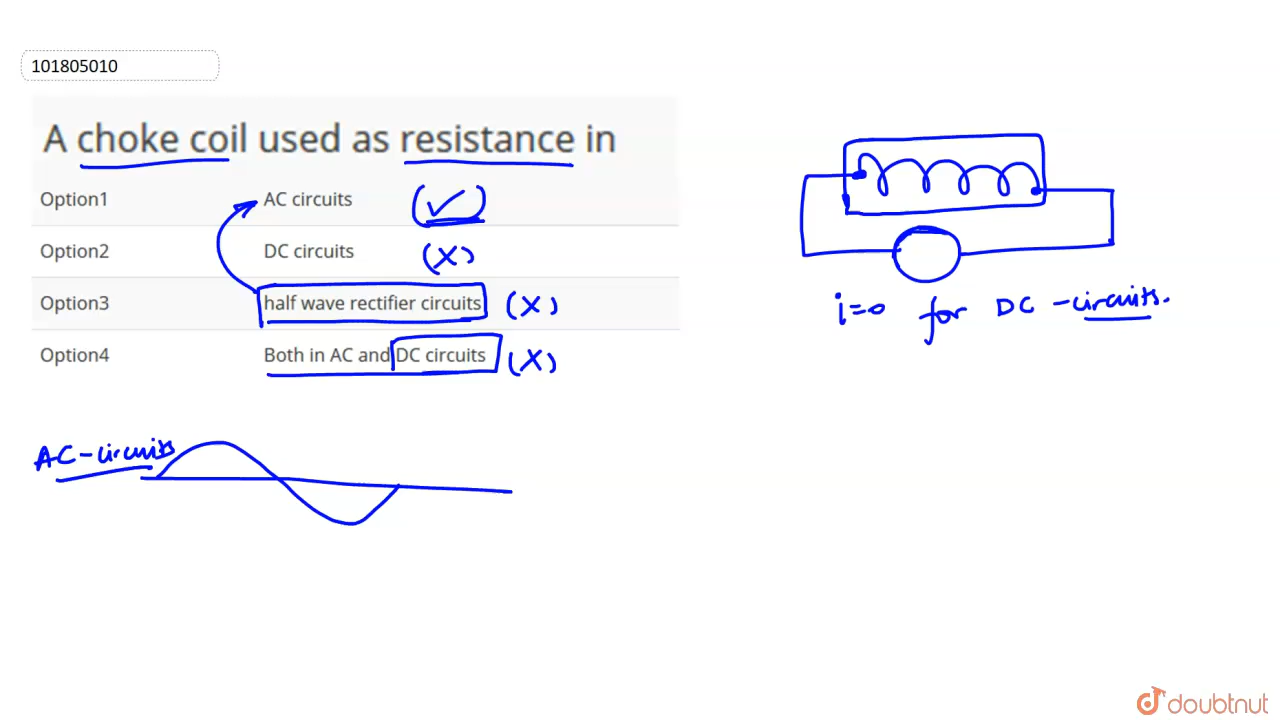 101805010
A choke coil used as resistance in
Option1 AC circuits (✓)
Option2 DC circuits (X)
Option3 half wave rectifier circuits (X)
Option4 Both in AC and DC circuits (X)
i=0 for DC -circuits.
AC-circuits
doubtnut